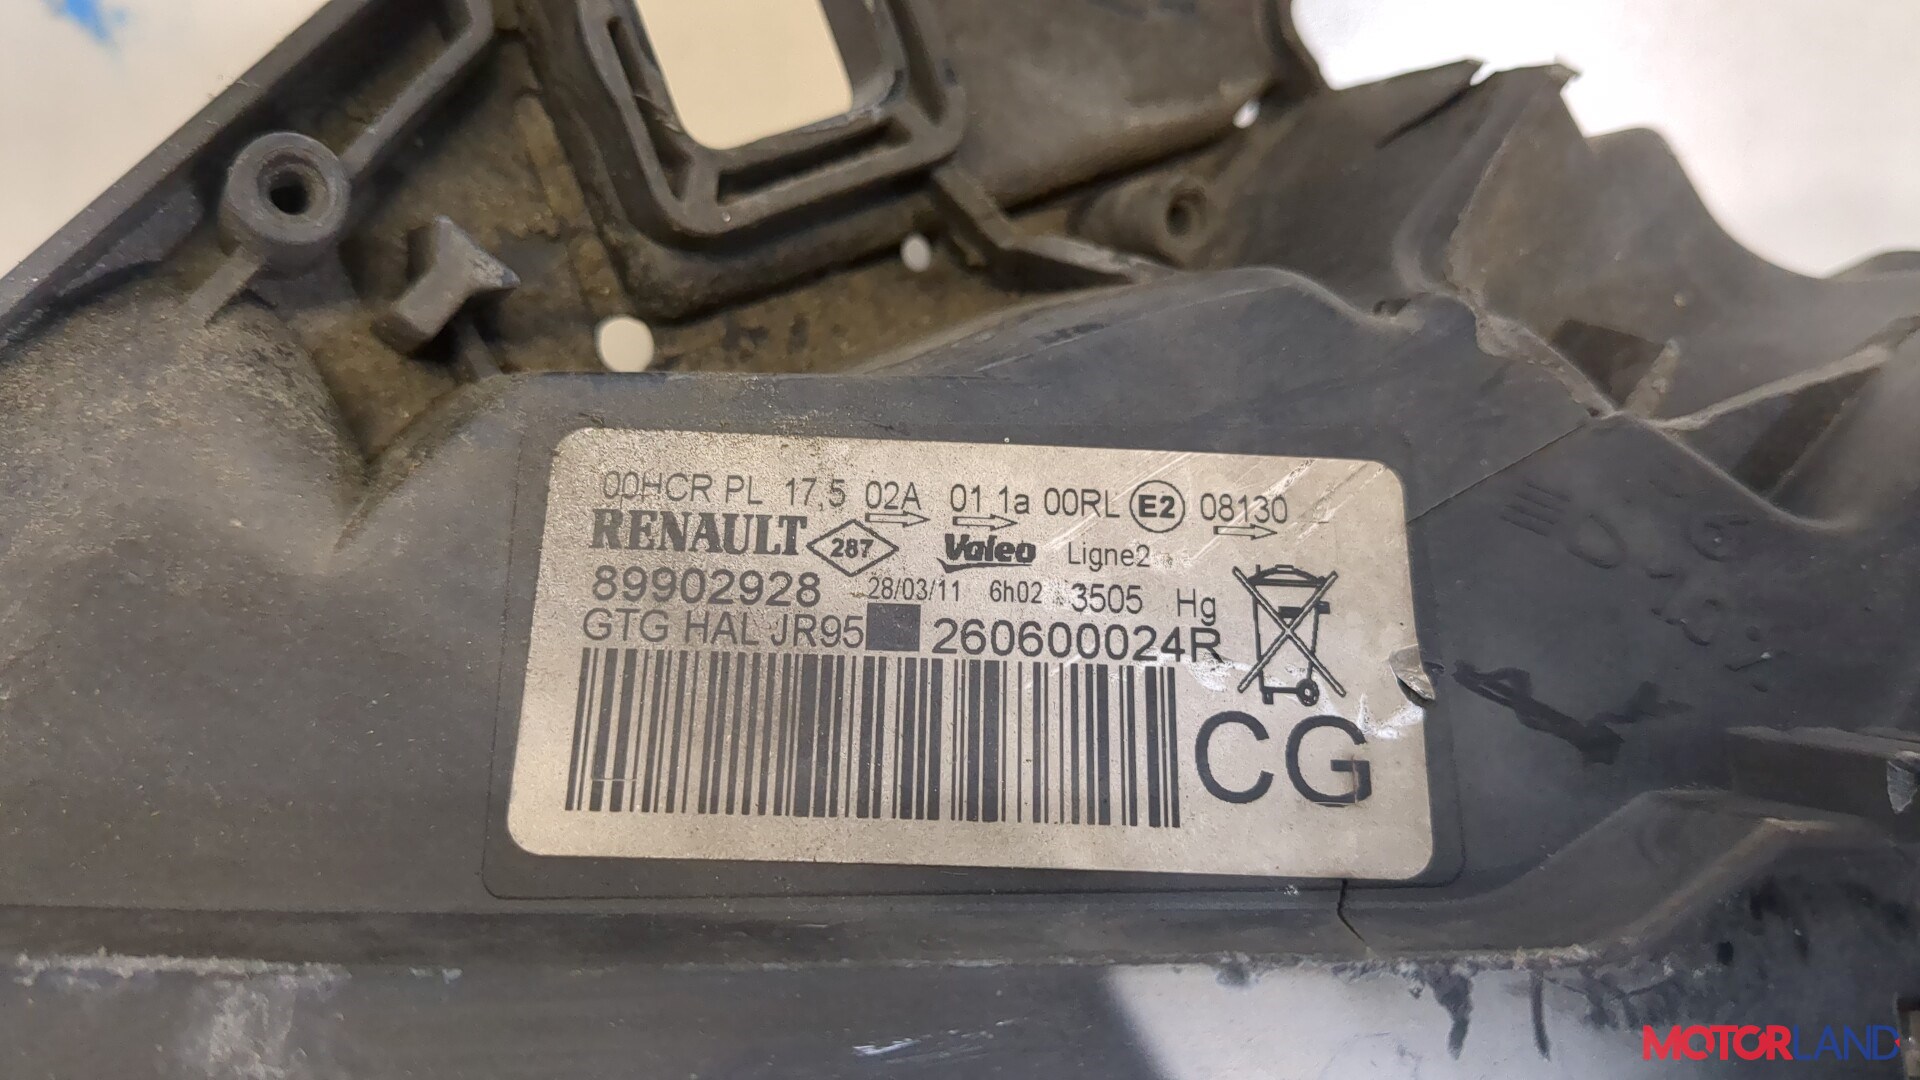 00HCR PL 17,5 02A 01 1a 00RL E2 08130
RENAULT 287 Valeo Ligne2
89902928 28/03/11 6h02 3505 Hg
GTG HAL JR95 260600024R
CG
MOTORLAND